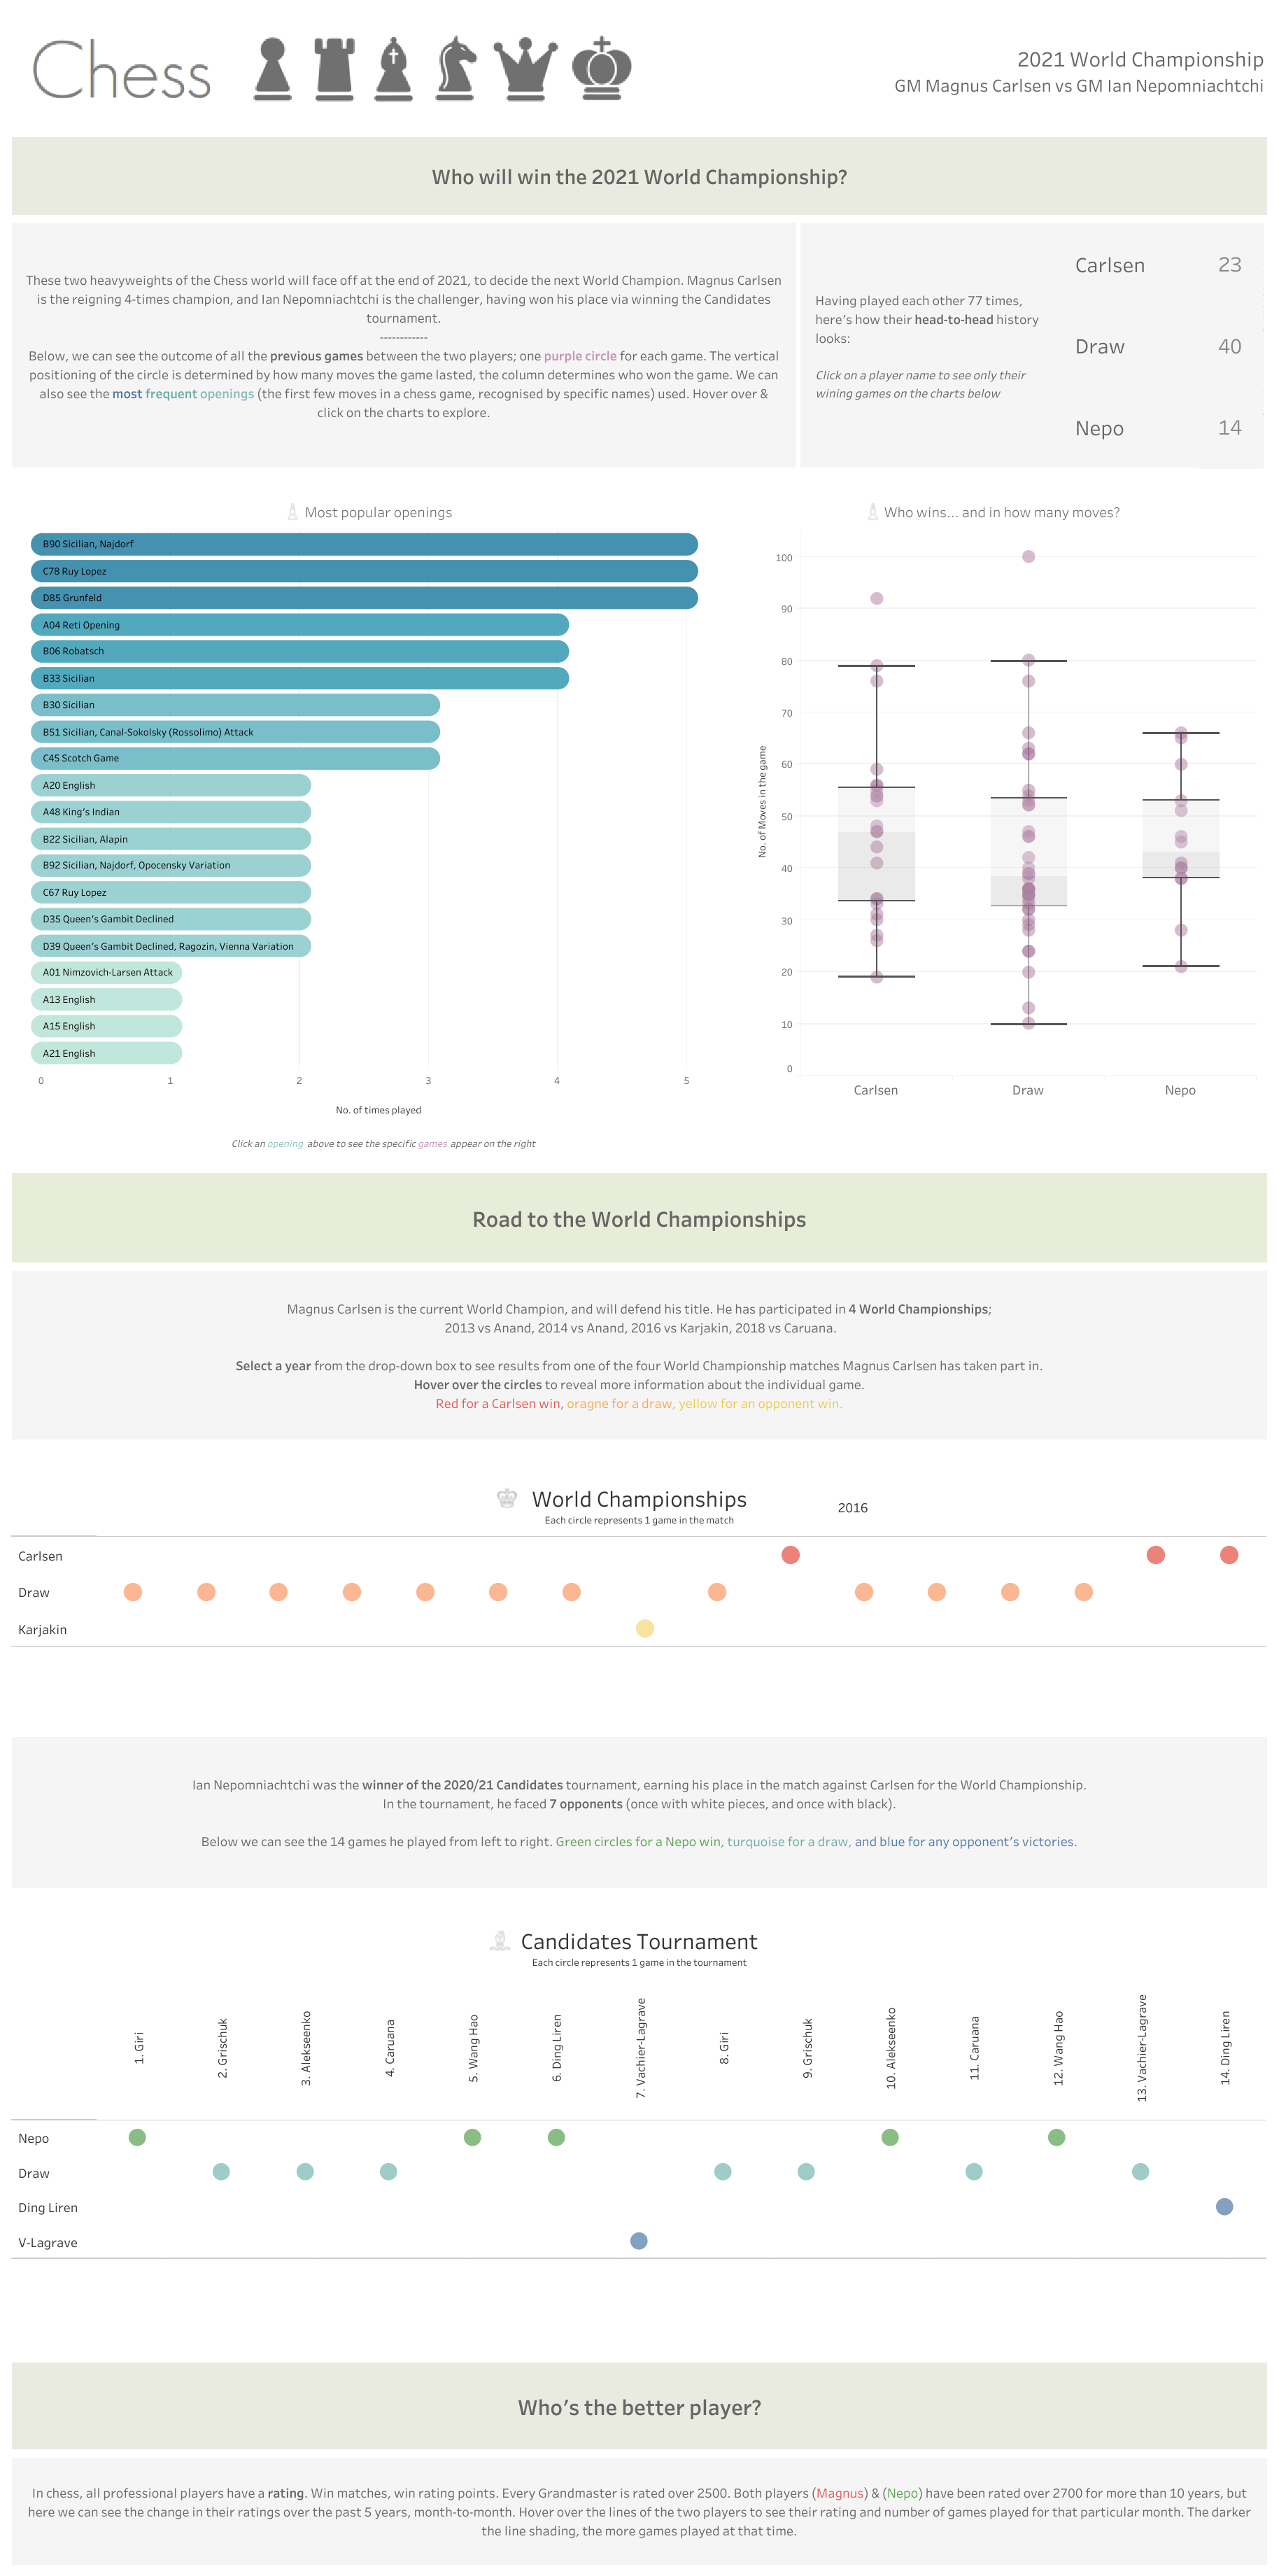 Chess
2021 World Championship
GM Magnus Carlsen vs GM Ian Nepomniachtchi
Who will win the 2021 World Championship?
These two heavyweights of the Chess world will face off at the end of 2021, to decide the next World Champion. Magnus Carlsen
is the reigning 4-times champion, and Ian Nepomniachtchi is the challenger, having won his place via winning the Candidates
tournament.
------------
Below, we can see the outcome of all the previous games between the two players; one purple circle for each game. The vertical
positioning of the circle is determined by how many moves the game lasted, the column determines who won the game. We can
also see the most frequent openings (the first few moves in a chess game, recognised by specific names) used. Hover over &
click on the charts to explore.
Having played each other 77 times,
here's how their head-to-head history
looks:
Click on a player name to see only their
wining games on the charts below
Carlsen 23
Draw 40
Nepo 14
Most popular openings
B90 Sicilian, Najdorf
C78 Ruy Lopez
D85 Grunfeld
A04 Reti Opening
B06 Robatsch
B33 Sicilian
B30 Sicilian
B51 Sicilian, Canal-Sokolsky (Rossolimo) Attack
C45 Scotch Game
A20 English
A48 King's Indian
B22 Sicilian, Alapin
B92 Sicilian, Najdorf, Opocensky Variation
C67 Ruy Lopez
D35 Queen's Gambit Declined
D39 Queen's Gambit Declined, Ragozin, Vienna Variation
A01 Nimzovich-Larsen Attack
A13 English
A15 English
A21 English
0 1 2 3 4 5
No. of times played
Click an opening above to see the specific games appear on the right
Who wins... and in how many moves?
No. of Moves in the game
100
90
80
70
60
50
40
30
20
10
0
Carlsen Draw Nepo
Road to the World Championships
Magnus Carlsen is the current World Champion, and will defend his title. He has participated in 4 World Championships;
2013 vs Anand, 2014 vs Anand, 2016 vs Karjakin, 2018 vs Caruana.
Select a year from the drop-down box to see results from one of the four World Championship matches Magnus Carlsen has taken part in.
Hover over the circles to reveal more information about the individual game.
Red for a Carlsen win, oragne for a draw, yellow for an opponent win.
World Championships
Each circle represents 1 game in the match
2016
Carlsen
Draw
Karjakin
Ian Nepomniachtchi was the winner of the 2020/21 Candidates tournament, earning his place in the match against Carlsen for the World Championship.
In the tournament, he faced 7 opponents (once with white pieces, and once with black).
Below we can see the 14 games he played from left to right. Green circles for a Nepo win, turquoise for a draw, and blue for any opponent's victories.
Candidates Tournament
Each circle represents 1 game in the tournament
1. Giri
2. Grischuk
3. Alekseenko
4. Caruana
5. Wang Hao
6. Ding Liren
7. Vachier-Lagrave
8. Giri
9. Grischuk
10. Alekseenko
11. Caruana
12. Wang Hao
13. Vachier-Lagrave
14. Ding Liren
Nepo
Draw
Ding Liren
V-Lagrave
Who's the better player?
In chess, all professional players have a rating. Win matches, win rating points. Every Grandmaster is rated over 2500. Both players (Magnus) & (Nepo) have been rated over 2700 for more than 10 years, but
here we can see the change in their ratings over the past 5 years, month-to-month. Hover over the lines of the two players to see their rating and number of games played for that particular month. The darker
the line shading, the more games played at that time.